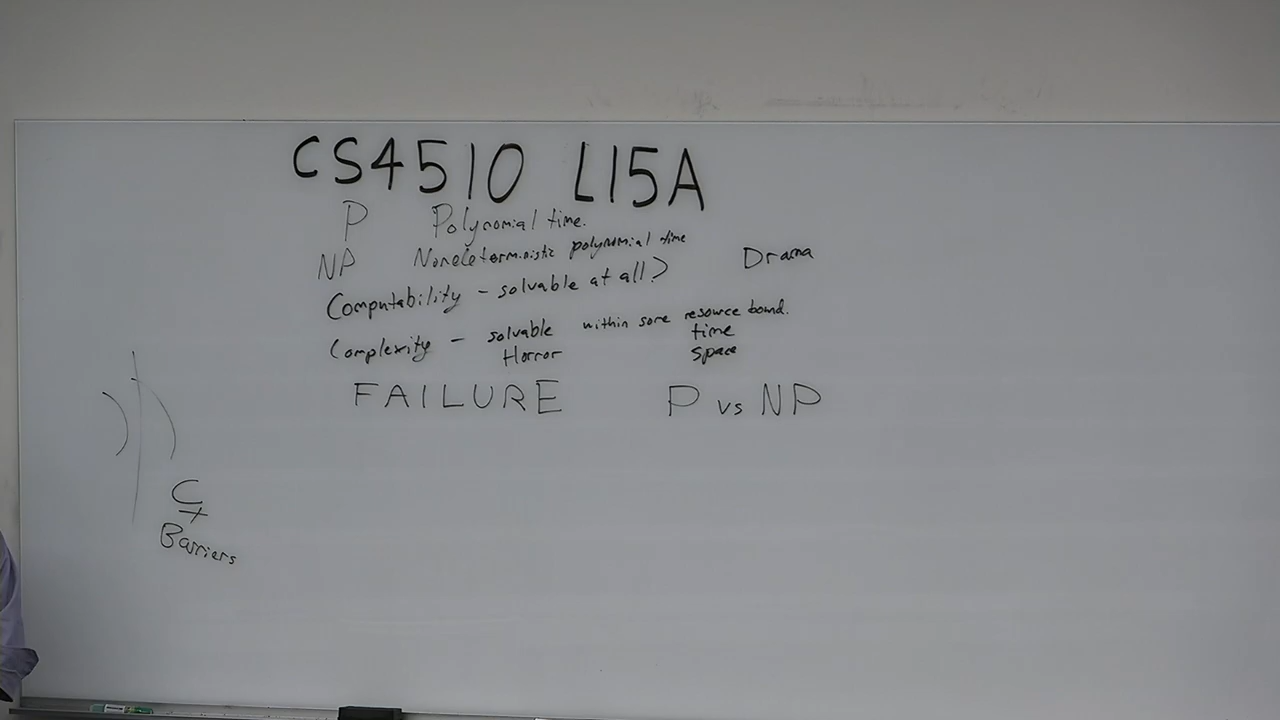 CS4510 L15A
P Polynomial time.
NP Nondeterministic polynomial time
Drama
Computability - solvable at all?
Complexity - solvable within some resource bound.
Horror
time
space
FAILURE P vs NP
Barriers